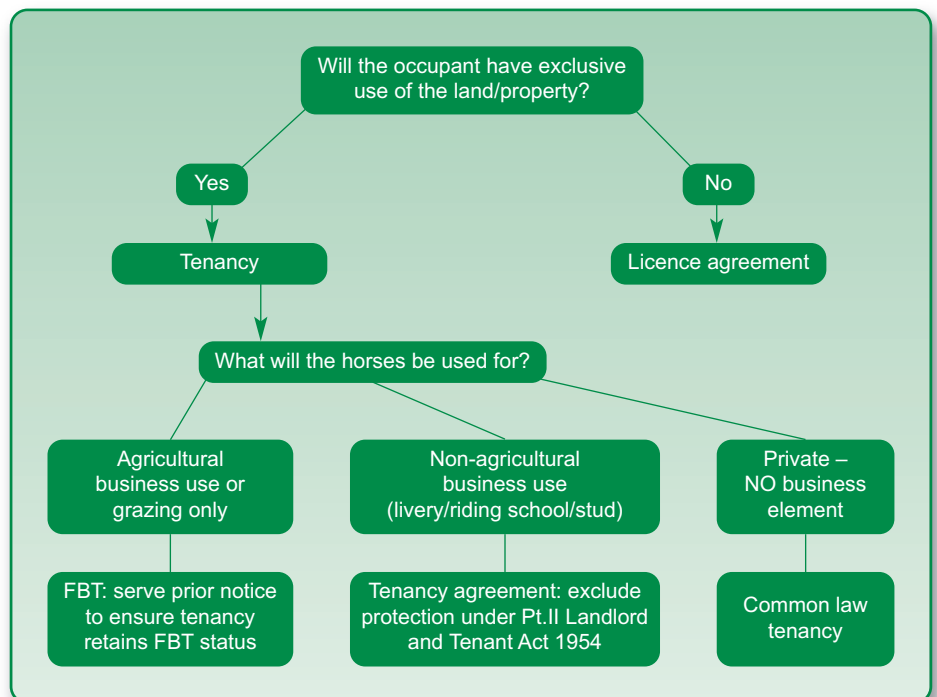 Will the occupant have exclusive
use of the land/property?
Yes
No
Tenancy
Licence agreement
What will the horses be used for?
Agricultural
business use or
grazing only
Non-agricultural
business use
(livery/riding school/stud)
Private –
NO business
element
FBT: serve prior notice
to ensure tenancy
retains FBT status
Tenancy agreement: exclude
protection under Pt.II Landlord
and Tenant Act 1954
Common law
tenancy